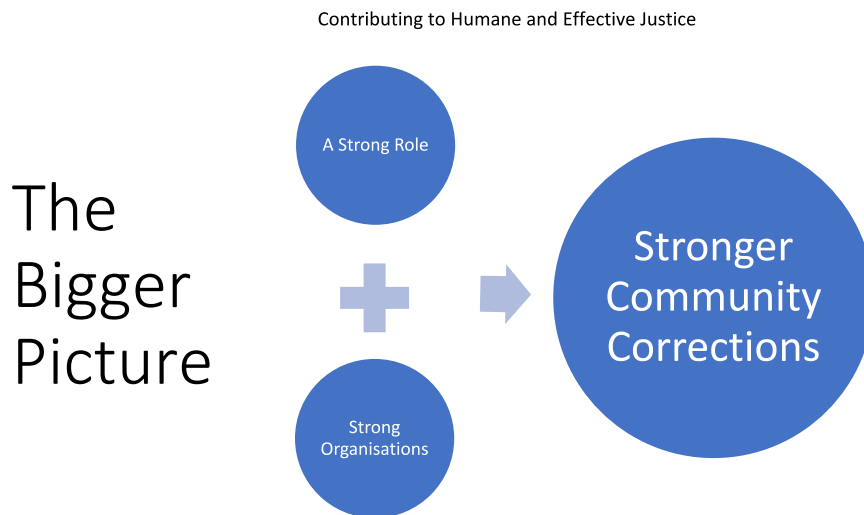 Contributing to Humane and Effective Justice
The
Bigger
Picture
A Strong Role
Strong
Organisations
Stronger
Community
Corrections